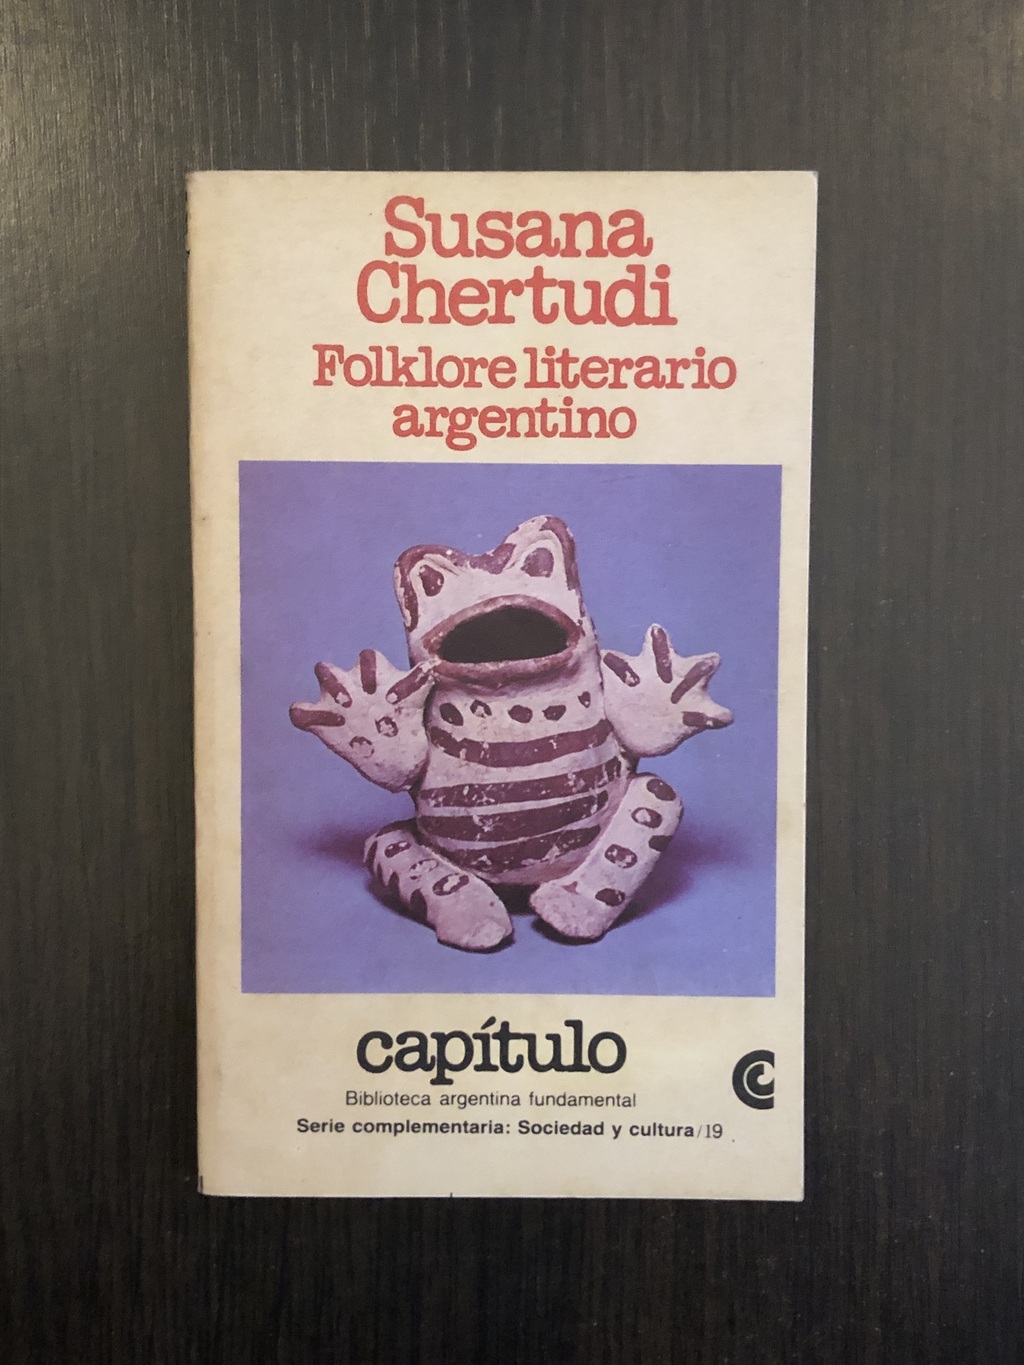 Susana
Chertudi
Folklore literario
argentino
capítulo
Biblioteca argentina fundamental
Serie complementaria: Sociedad y cultura/19